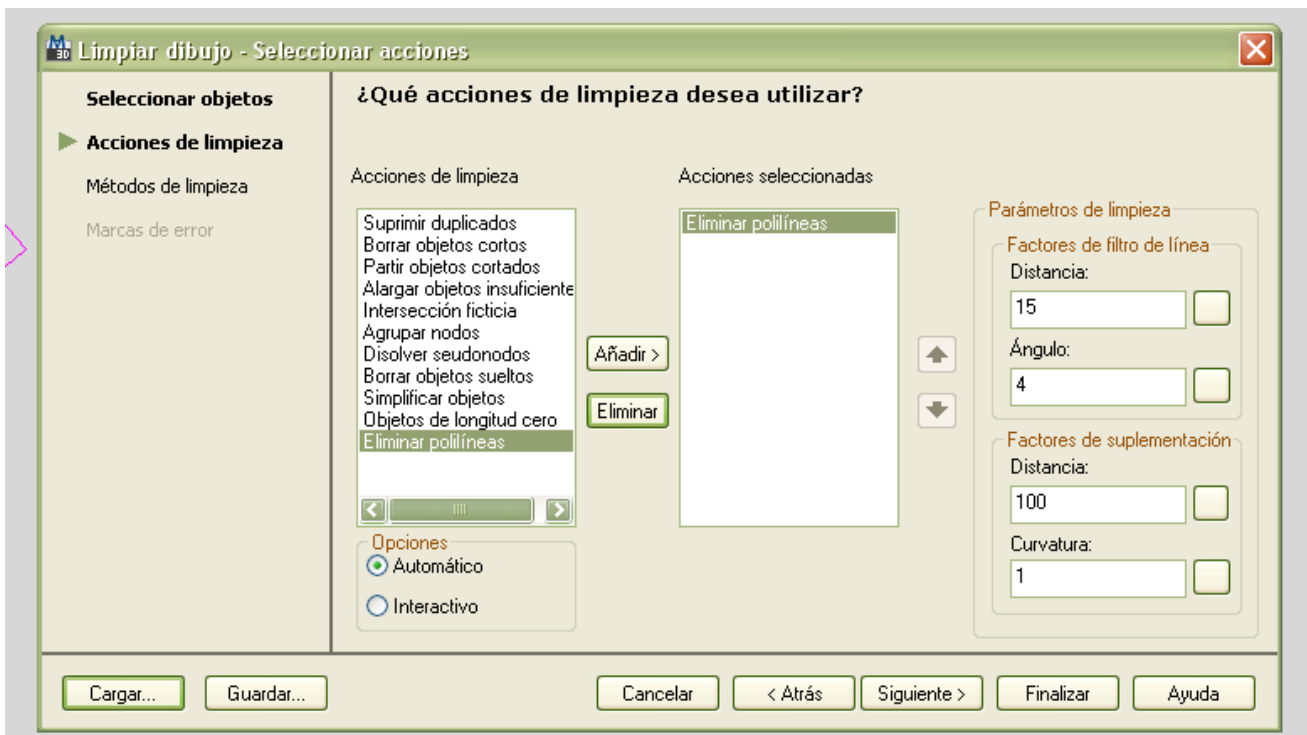 Limpiar dibujo - Seleccionar acciones
Seleccionar objetos
Acciones de limpieza
Métodos de limpieza
Marcas de error
¿Qué acciones de limpieza desea utilizar?
Acciones de limpieza
Suprimir duplicados
Borrar objetos cortos
Partir objetos cortados
Alargar objetos insuficiente
Intersección ficticia
Agrupar nodos
Disolver seudonodos
Borrar objetos sueltos
Simplificar objetos
Objetos de longitud cero
Eliminar polilíneas
Opciones
Automático
Interactivo
Añadir >
Eliminar
Acciones seleccionadas
Eliminar polilíneas
Parámetros de limpieza
Factores de filtro de línea
Distancia:
15
Ángulo:
4
Factores de suplementación
Distancia:
100
Curvatura:
1
Cargar...
Guardar...
Cancelar
< Atrás
Siguiente >
Finalizar
Ayuda